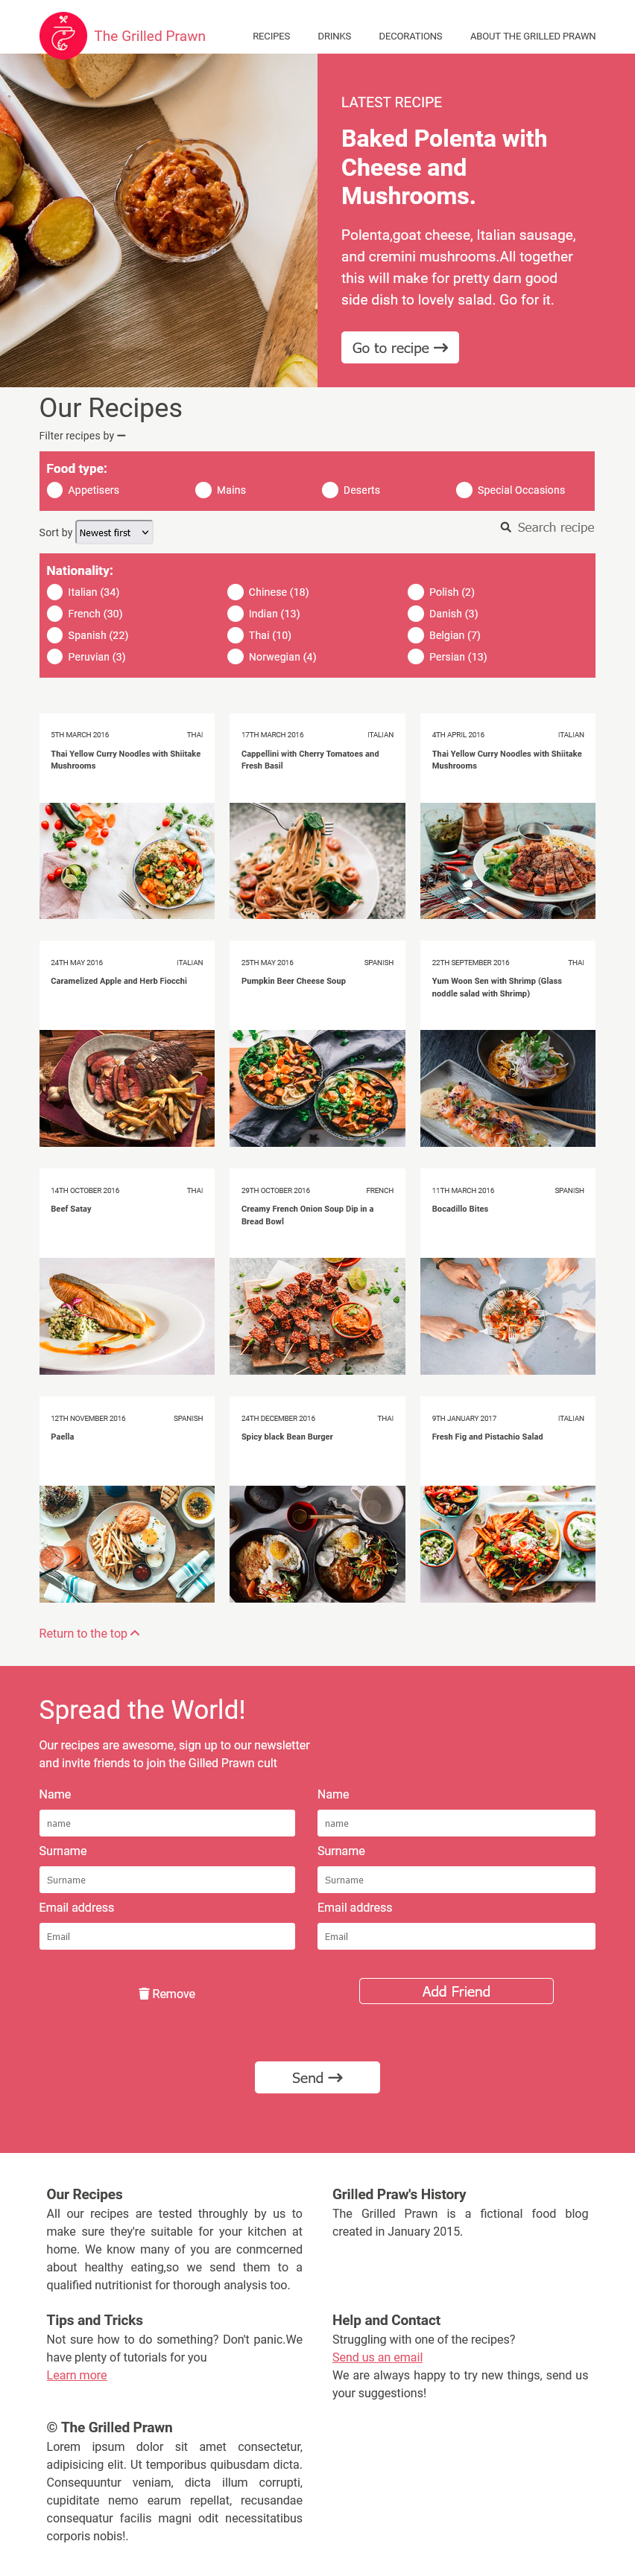 The Grilled Prawn
RECIPES DRINKS DECORATIONS ABOUT THE GRILLED PRAWN
LATEST RECIPE
Baked Polenta with
Cheese and
Mushrooms.
Polenta,goat cheese, Italian sausage,
and cremini mushrooms.All together
this will make for pretty darn good
side dish to lovely salad. Go for it.
Go to recipe
Our Recipes
Filter recipes by
Food type:
Appetisers Mains Deserts Special Occasions
Sort by Newest first Search recipe
Nationality:
Italian (34) Chinese (18) Polish (2)
French (30) Indian (13) Danish (3)
Spanish (22) Thai (10) Belgian (7)
Peruvian (3) Norwegian (4) Persian (13)
5TH MARCH 2016 THAI
Thai Yellow Curry Noodles with Shiitake
Mushrooms
17TH MARCH 2016 ITALIAN
Cappellini with Cherry Tomatoes and
Fresh Basil
4TH APRIL 2016 ITALIAN
Thai Yellow Curry Noodles with Shiitake
Mushrooms
24TH MAY 2016 ITALIAN
Caramelized Apple and Herb Fiocchi
25TH MAY 2016 SPANISH
Pumpkin Beer Cheese Soup
22TH SEPTEMBER 2016 THAI
Yum Woon Sen with Shrimp (Glass
noddle salad with Shrimp)
14TH OCTOBER 2016 THAI
Beef Satay
29TH OCTOBER 2016 FRENCH
Creamy French Onion Soup Dip in a
Bread Bowl
11TH MARCH 2016 SPANISH
Bocadillo Bites
12TH NOVEMBER 2016 SPANISH
Paella
24TH DECEMBER 2016 THAI
Spicy black Bean Burger
9TH JANUARY 2017 ITALIAN
Fresh Fig and Pistachio Salad
Return to the top
Spread the World!
Our recipes are awesome, sign up to our newsletter
and invite friends to join the Gilled Prawn cult
Name Name
name name
Surname Surname
Surname Surname
Email address Email address
Email Email
Remove Add Friend
Send
Our Recipes
All our recipes are tested throughly by us to
make sure they're suitable for your kitchen at
home. We know many of you are conmcerned
about healthy eating,so we send them to a
qualified nutritionist for thorough analysis too.
Grilled Praw's History
The Grilled Prawn is a fictional food blog
created in January 2015.
Tips and Tricks
Not sure how to do something? Don't panic.We
have plenty of tutorials for you
Learn more
Help and Contact
Struggling with one of the recipes?
Send us an email
We are always happy to try new things, send us
your suggestions!
© The Grilled Prawn
Lorem ipsum dolor sit amet consectetur,
adipisicing elit. Ut temporibus quibusdam dicta.
Consequuntur veniam, dicta illum corrupti,
cupiditate nemo earum repellat, recusandae
consequatur facilis magni odit necessitatibus
corporis nobis!.